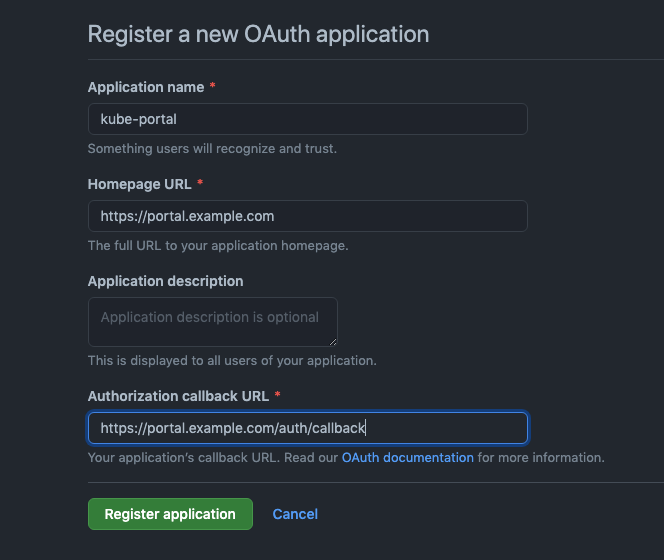 Register a new OAuth application
Application name *
kube-portal
Something users will recognize and trust.
Homepage URL *
https://portal.example.com
The full URL to your application homepage.
Application description
Application description is optional
This is displayed to all users of your application.
Authorization callback URL *
https://portal.example.com/auth/callback
Your application’s callback URL. Read our OAuth documentation for more information.
Register application Cancel